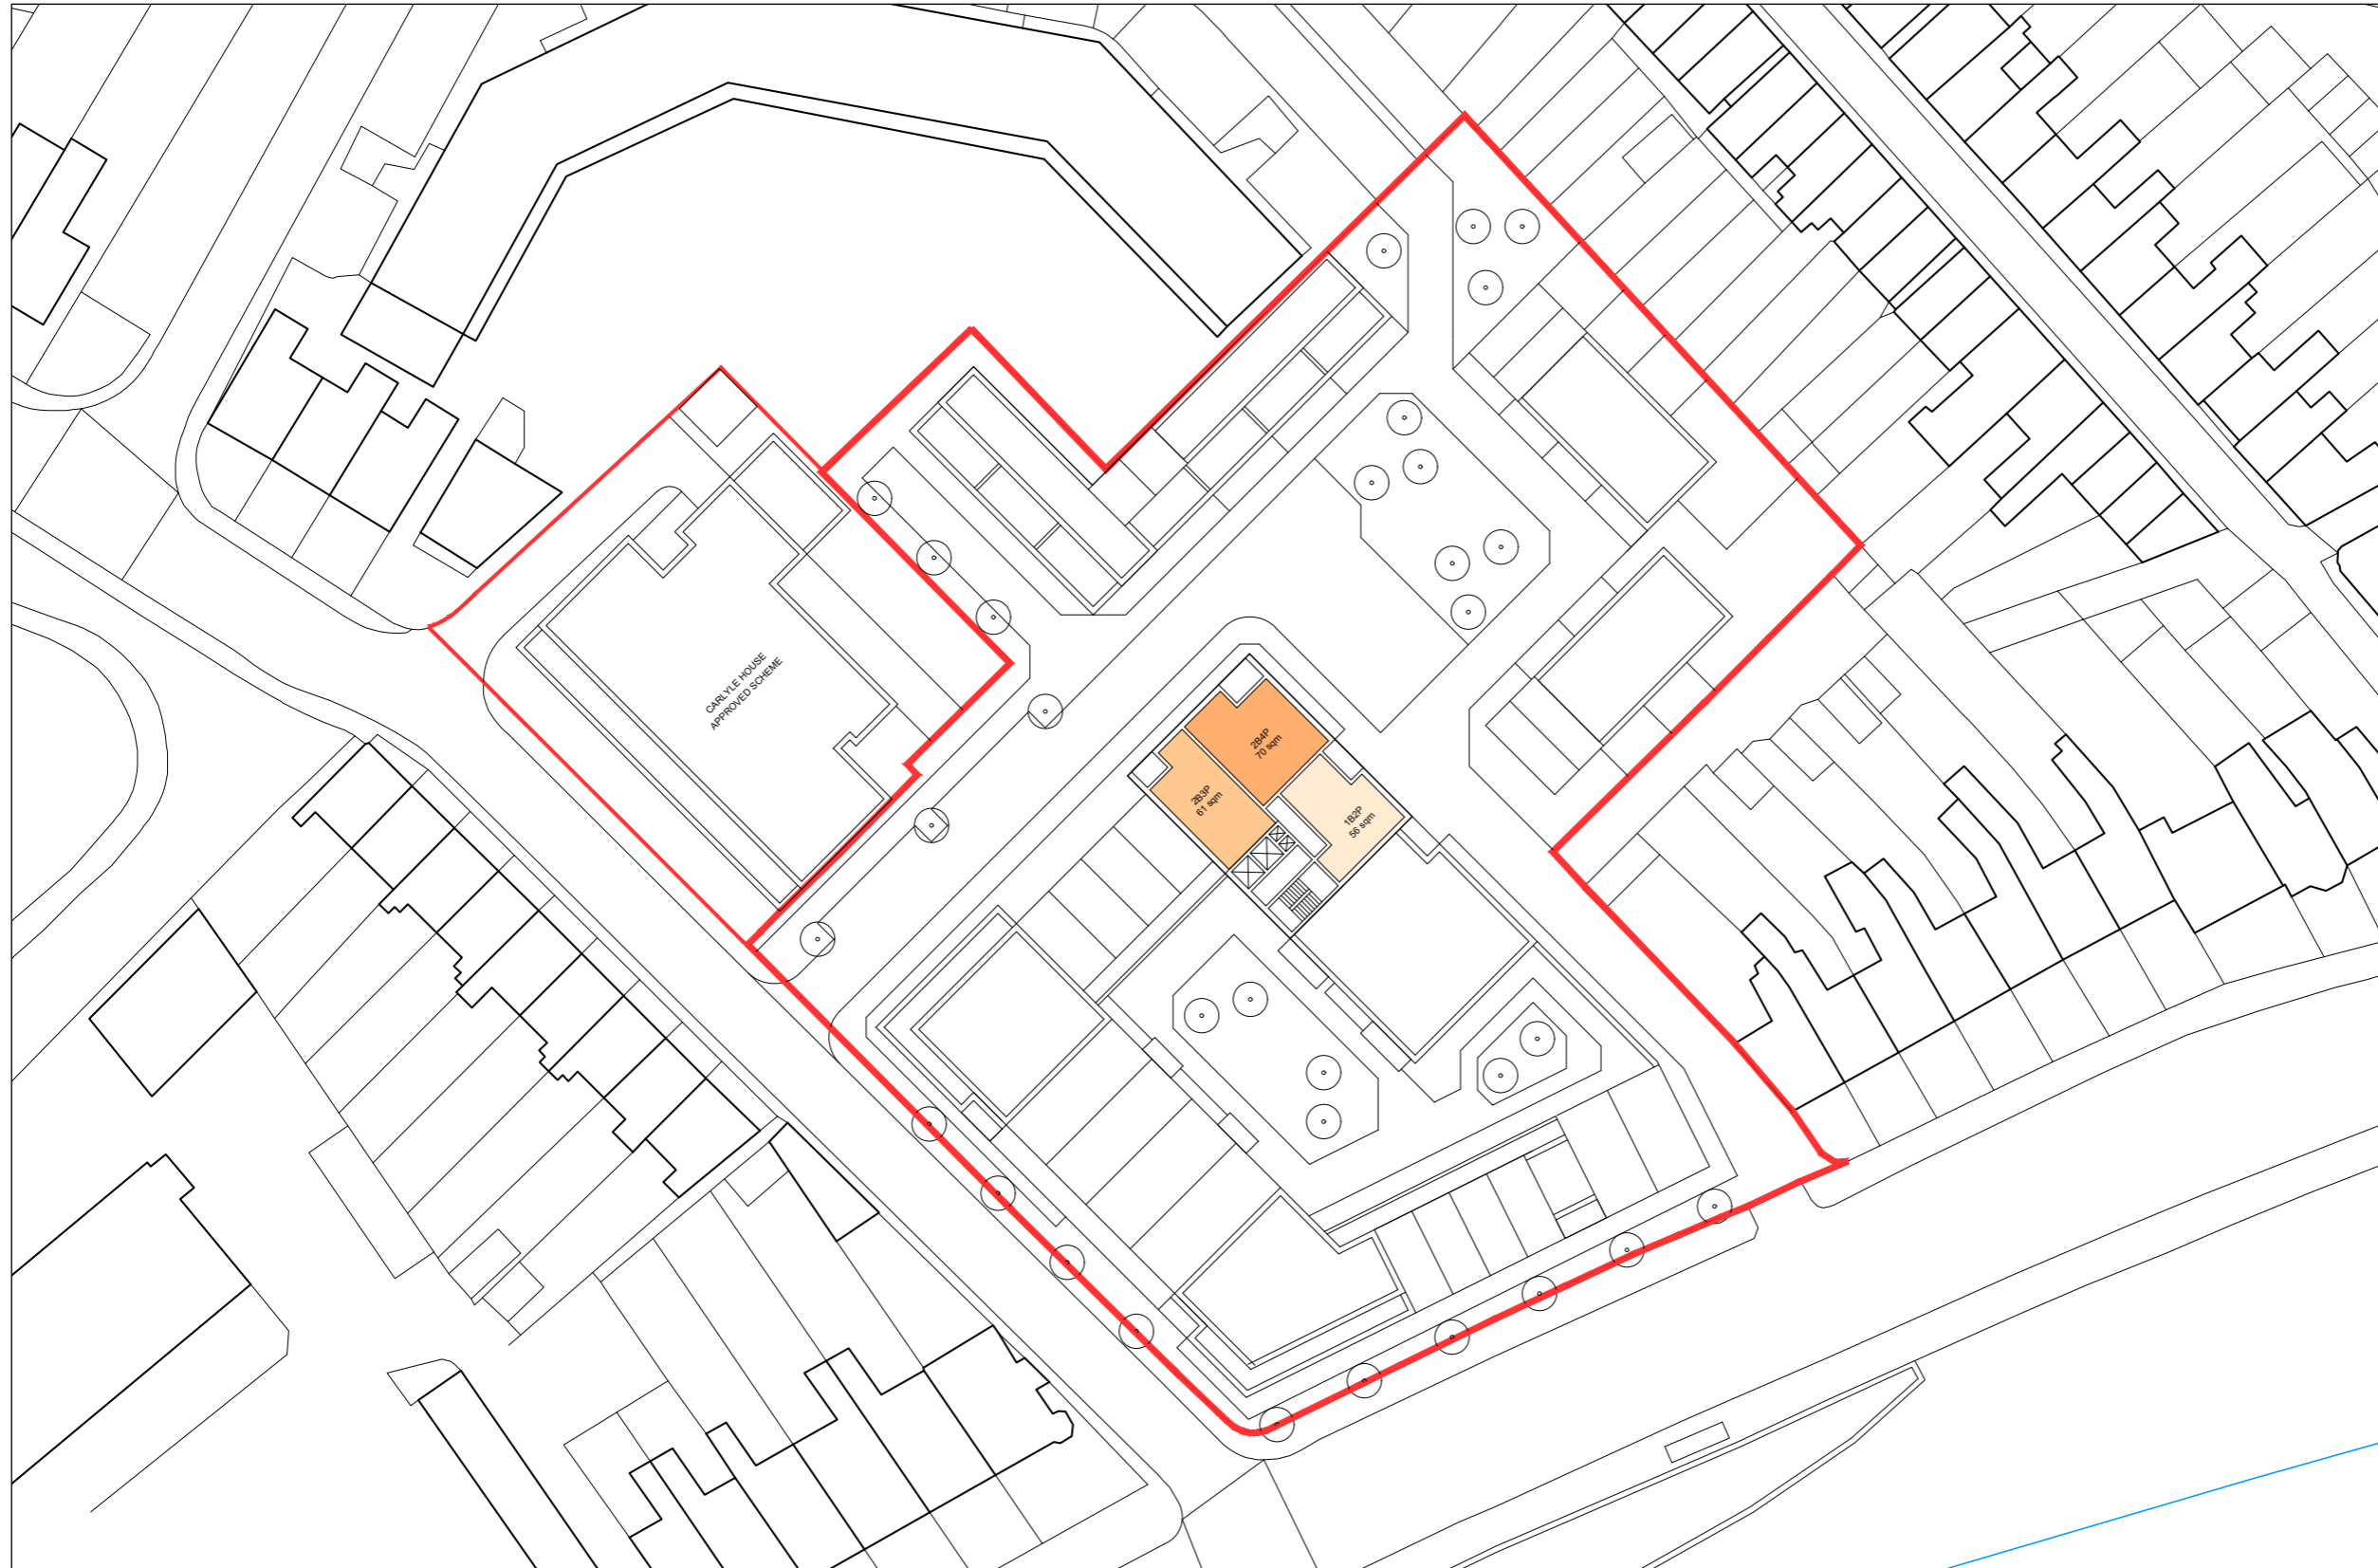 CARLYLE HOUSE
APPROVED SCHEME
2B4P
70 sqm
2B3P
61 sqm
1B2P
56 sqm